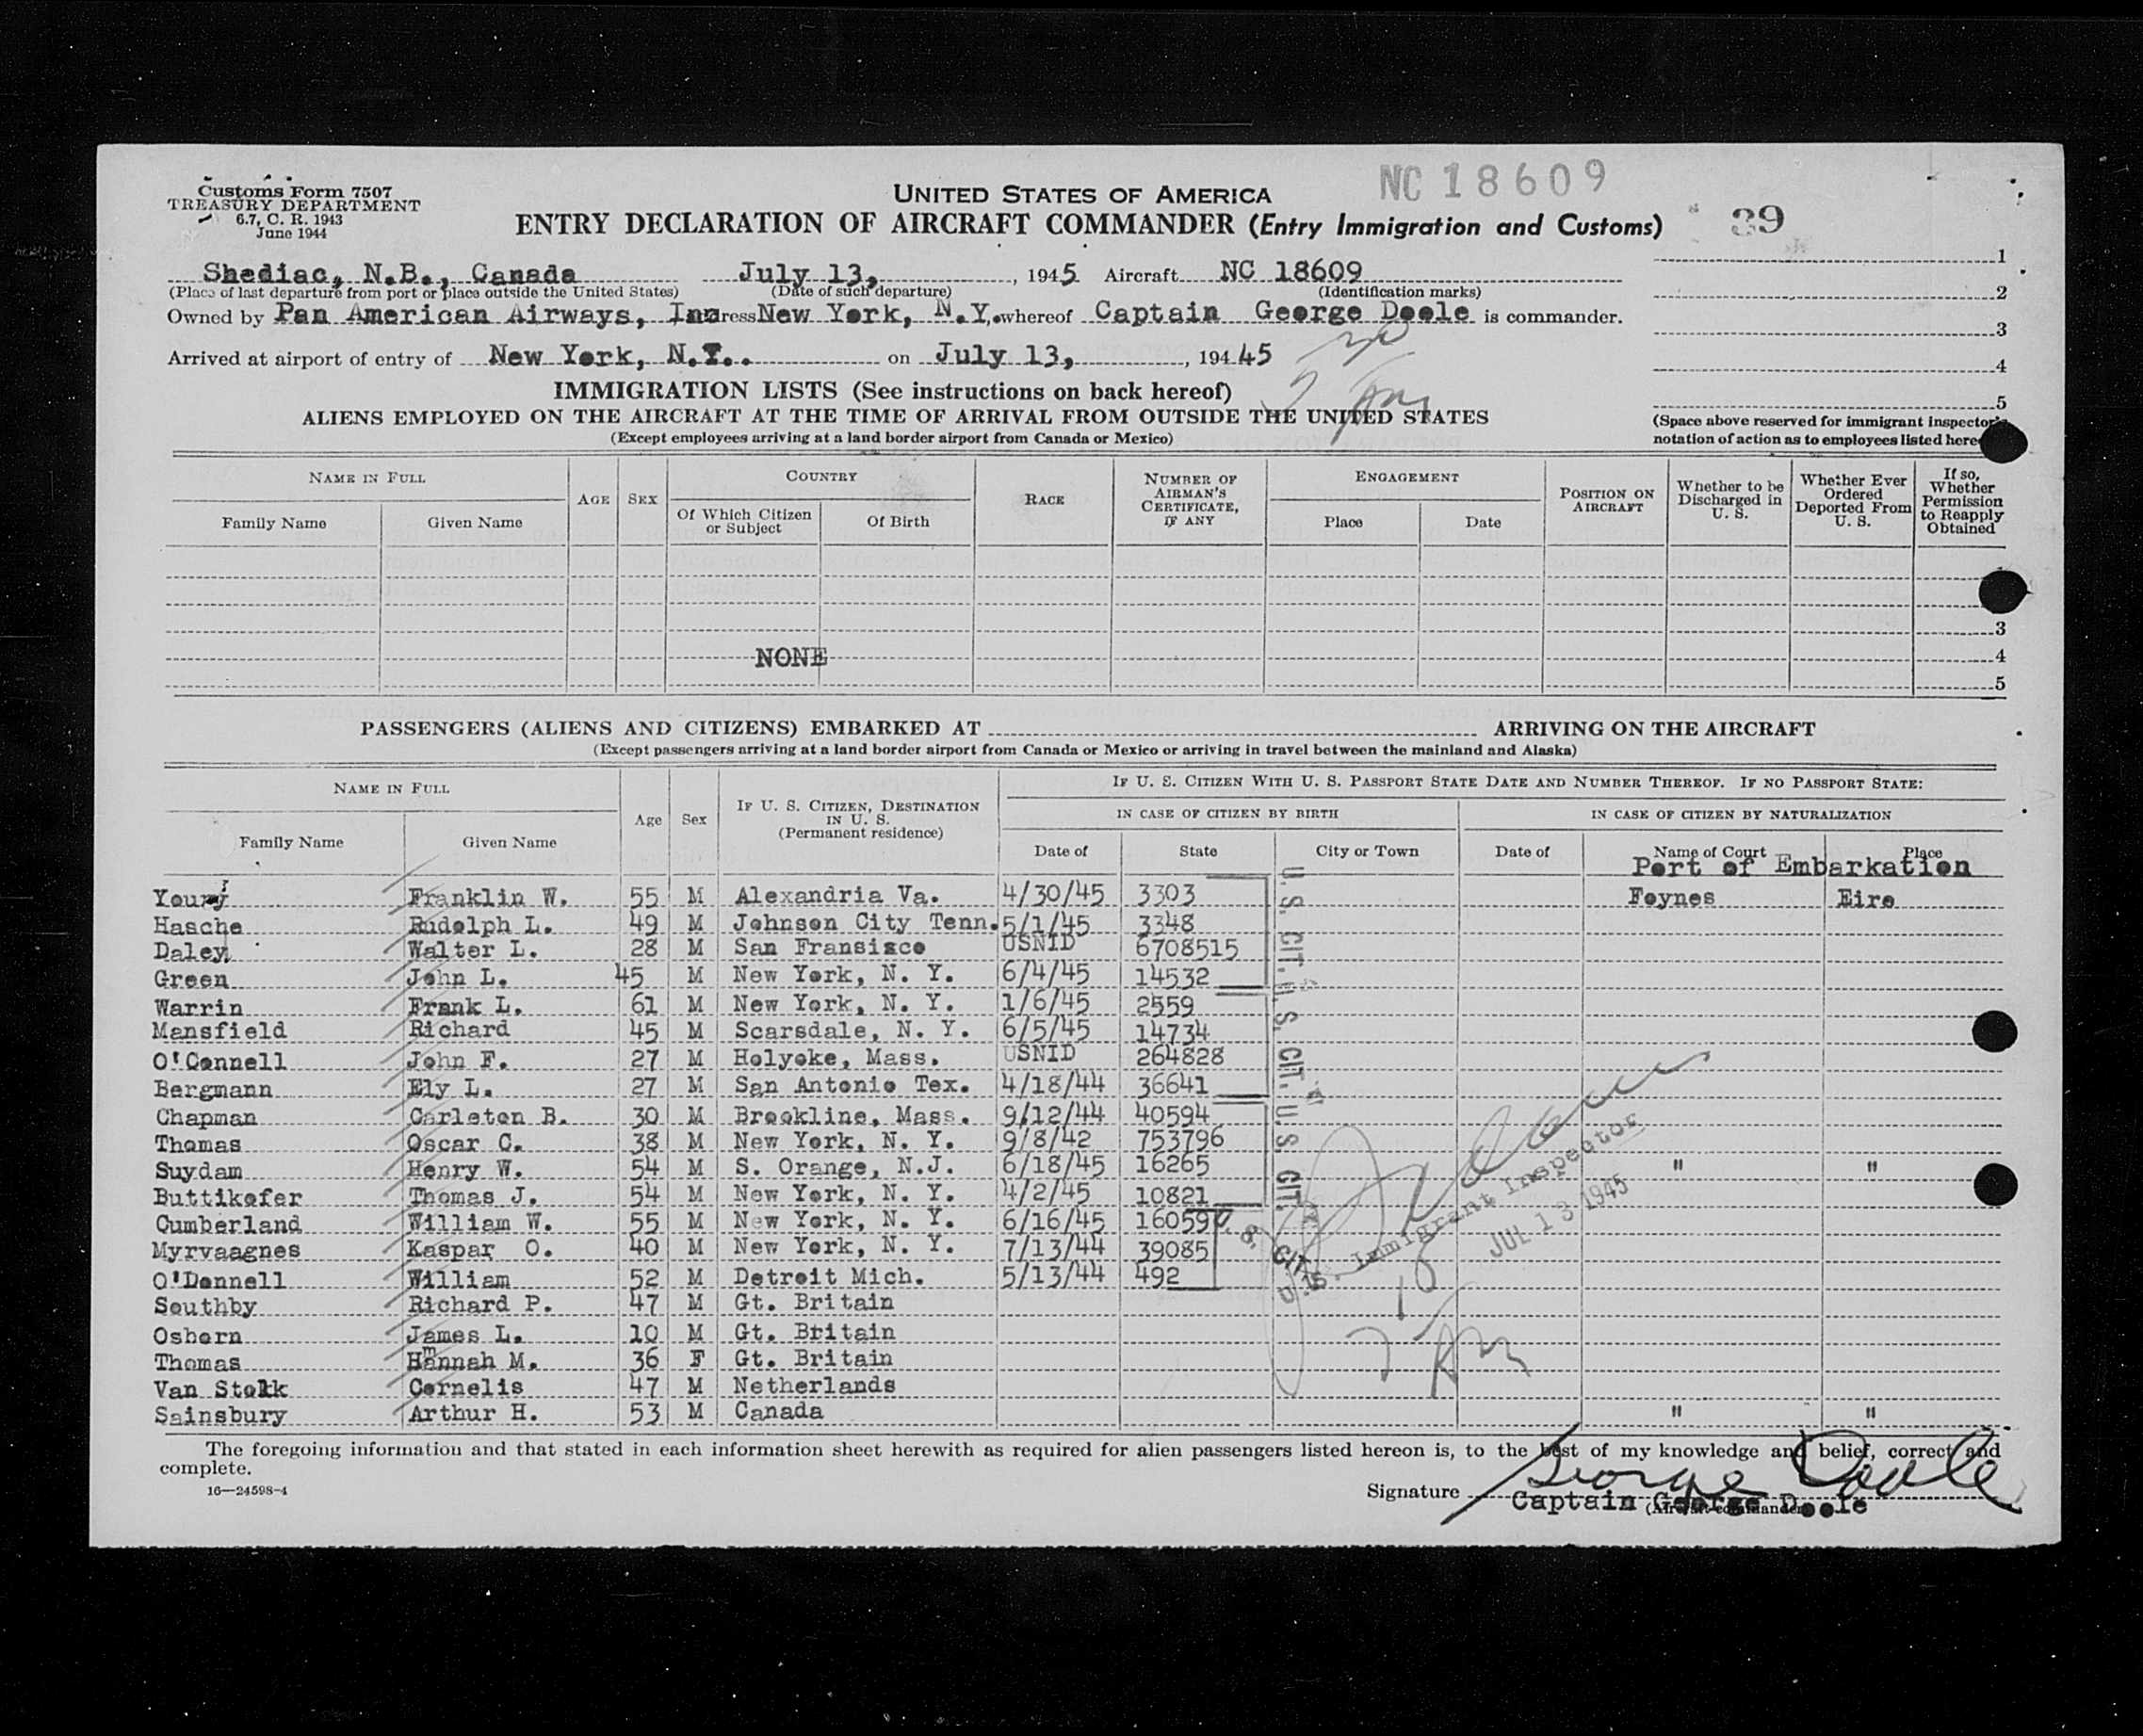 Customs Form 7507
TREASURY DEPARTMENT
6.7, C. R. 1943
June 1944
UNITED STATES OF AMERICA
NC 18609
ENTRY DECLARATION OF AIRCRAFT COMMANDER (Entry Immigration and Customs)
39
Shediac, N.B., Canada July 13, , 1945 Aircraft NC 18609
(Place of last departure from port or place outside the United States) (Date of such departure) (Identification marks)
Owned by Pan American Airways, Inc New York, N.Y. whereof Captain George Doole is commander.
Arrived at airport of entry of New York, N.Y. on July 13, , 194 45
1
2
3
4
5
(Space above reserved for immigrant inspector's
notation of action as to employees listed here
IMMIGRATION LISTS (See instructions on back hereof)
ALIENS EMPLOYED ON THE AIRCRAFT AT THE TIME OF ARRIVAL FROM OUTSIDE THE UNITED STATES
(Except employees arriving at a land border airport from Canada or Mexico)
NAME IN FULL
Family Name Given Name
AGE SEX
COUNTRY
Of Which Citizen or Subject
Of Birth
RACE
NUMBER OF AIRMAN'S CERTIFICATE, IF ANY
ENGAGEMENT
Place Date
POSITION ON AIRCRAFT
Whether to be Discharged in U. S.
Whether Ever Ordered Deported From U. S.
If so, Whether Permission to Reapply Obtained
3
NONE 4
5
PASSENGERS (ALIENS AND CITIZENS) EMBARKED AT ARRIVING ON THE AIRCRAFT
(Except passengers arriving at a land border airport from Canada or Mexico or arriving in travel between the mainland and Alaska)
NAME IN FULL
Family Name Given Name
Age Sex
IF U. S. CITIZEN, DESTINATION IN U. S.
(Permanent residence)
IF U. S. CITIZEN WITH U. S. PASSPORT STATE DATE AND NUMBER THEREOF. IF NO PASSPORT STATE:
IN CASE OF CITIZEN BY BIRTH IN CASE OF CITIZEN BY NATURALIZATION
Date of State City or Town Date of Name of Court Place
Port of Embarkation
Young Franklin W. 55 M Alexandria Va. 4/30/45 3303 Foynes Eire
Hasche Rudolph L. 49 M Johnson City Tenn. 5/1/45 3348
Daley Walter L. 28 M San Fransisco USNID 6708515
Green John L. 45 M New York, N. Y. 6/4/45 14532
Warrin Frank L. 61 M New York, N. Y. 1/6/45 2559
Mansfield Richard 45 M Scarsdale, N. Y. 6/5/45 14734
O'Connell John F. 27 M Holyoke, Mass. USNID 264828
Bergmann Ely L. 27 M San Antonio Tex. 4/18/44 36641
Chapman Carleton B. 30 M Brookline, Mass. 9/12/44 40594
Thomas Oscar C. 38 M New York, N. Y. 9/8/42 753796
Suydam Henry W. 54 M S. Orange, N.J. 6/18/45 16265 " "
Buttikofer Thomas J. 54 M New York, N. Y. 4/2/45 10821
Cumberland William W. 55 M New York, N. Y. 6/16/45 16059
Myrvaagnes Kaspar O. 40 M New York, N. Y. 7/13/44 39085
O'Donnell William 52 M Detroit Mich. 5/13/44 492
Southby Richard P. 47 M Gt. Britain
Osborn James L. 10 M Gt. Britain
Thomas Hannah M. 36 F Gt. Britain
Van Stolk Cornelis 47 M Netherlands
Sainsbury Arthur H. 53 M Canada " "
U. S. CIT.
U. S. CIT.
U. S. CIT.
U. S. CIT.
U.S. Immigrant Inspector
JUL 13 1945
The foregoing information and that stated in each information sheet herewith as required for alien passengers listed hereon is, to the best of my knowledge and belief, correct and
complete.
16—24598-4
Signature George Doole
Captain George Doole
(Aircraft commander)